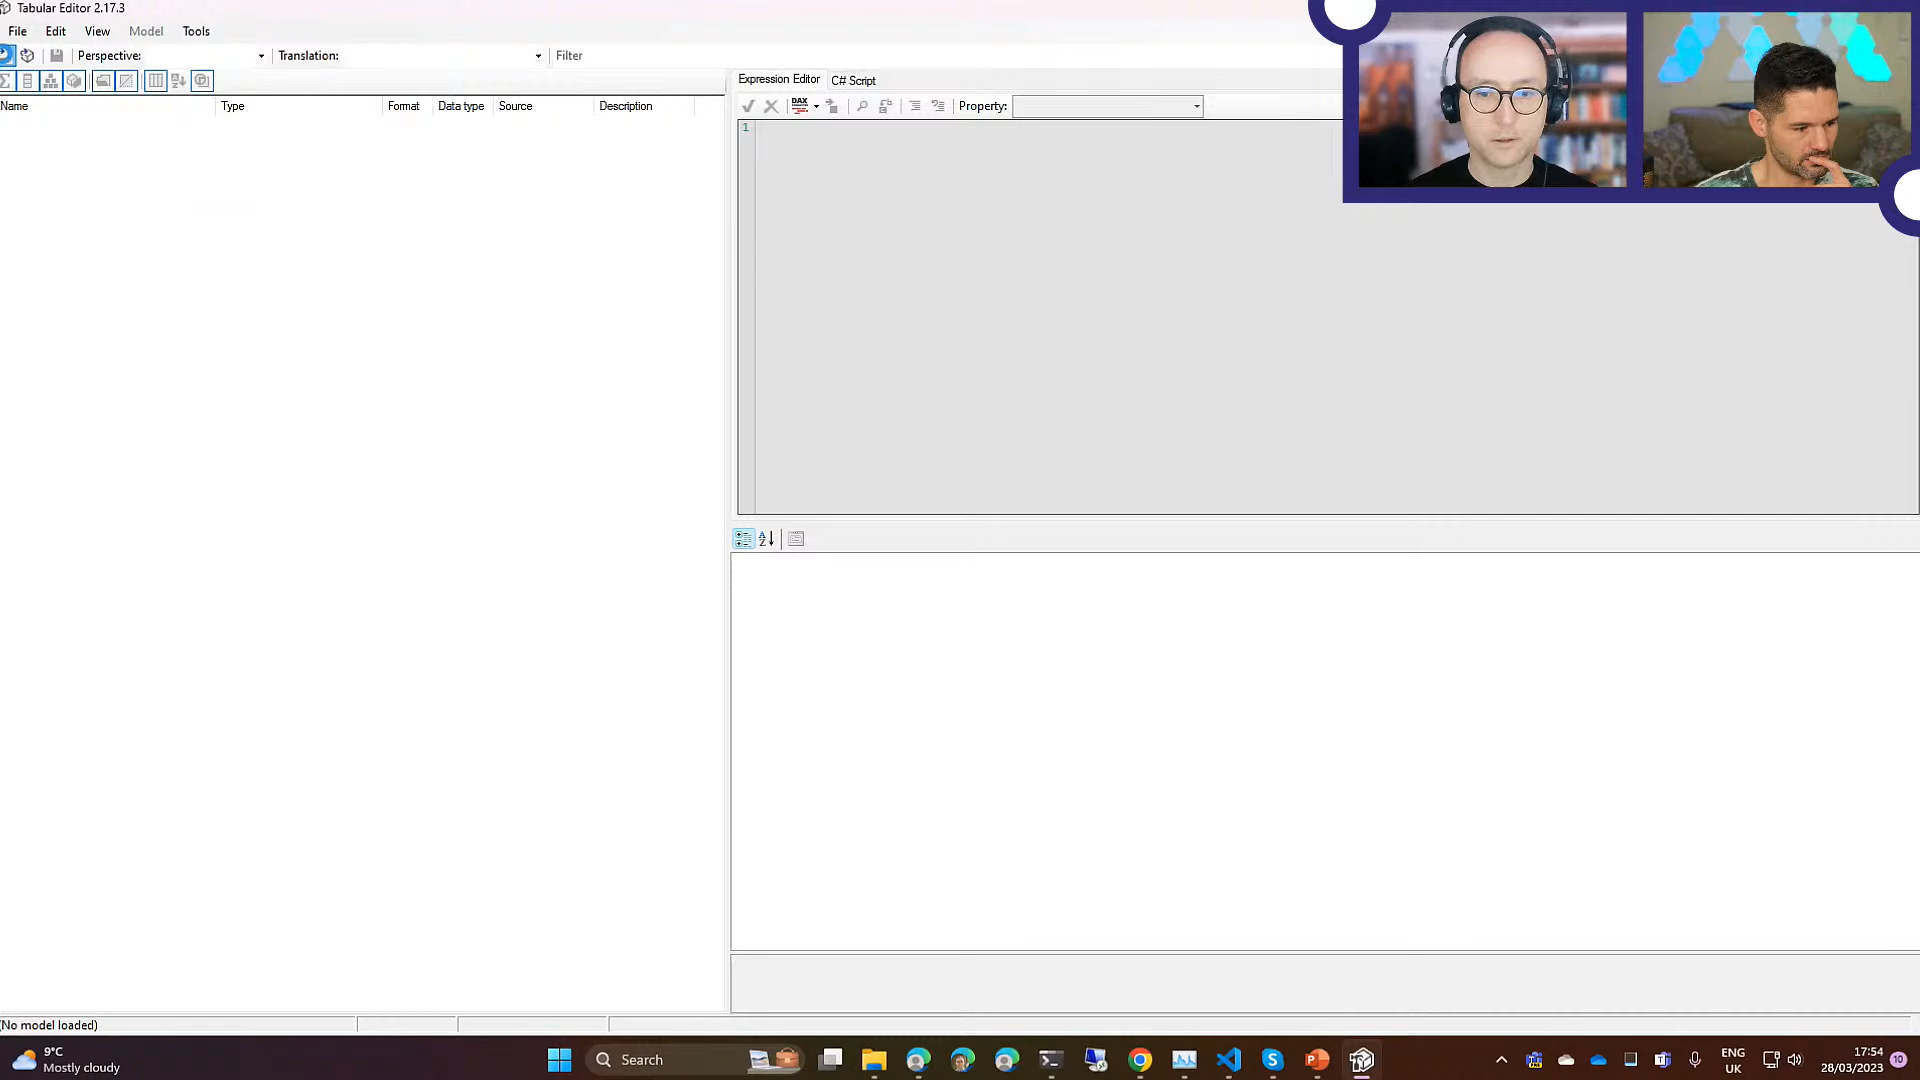 Tabular Editor 2.17.3
File Edit View Model Tools
Perspective: Translation: Filter
Expression Editor C# Script
Name Type Format Data type Source Description
DAX Property:
1
(No model loaded)
9°C
Mostly cloudy
Search
ENG
UK
17:54
28/03/2023
10